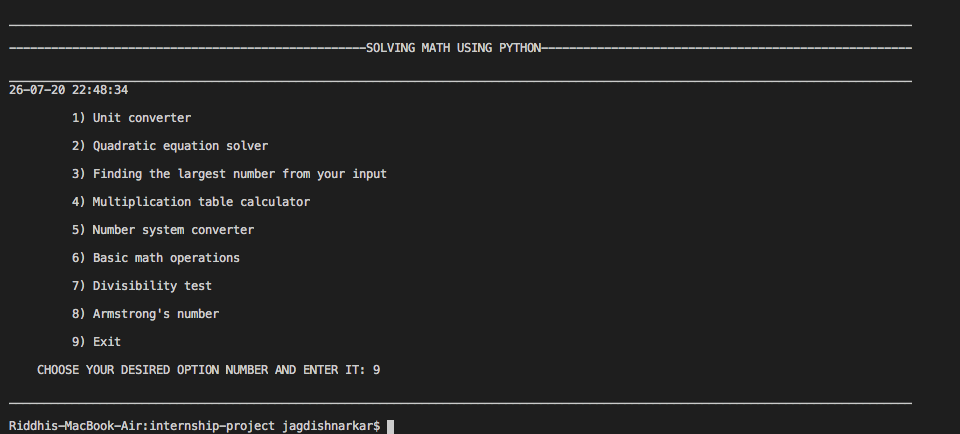 SOLVING MATH USING PYTHON
26-07-20 22:48:34
1) Unit converter
2) Quadratic equation solver
3) Finding the largest number from your input
4) Multiplication table calculator
5) Number system converter
6) Basic math operations
7) Divisibility test
8) Armstrong's number
9) Exit
CHOOSE YOUR DESIRED OPTION NUMBER AND ENTER IT: 9
Riddhis-MacBook-Air:internship-project jagdishnarkar$